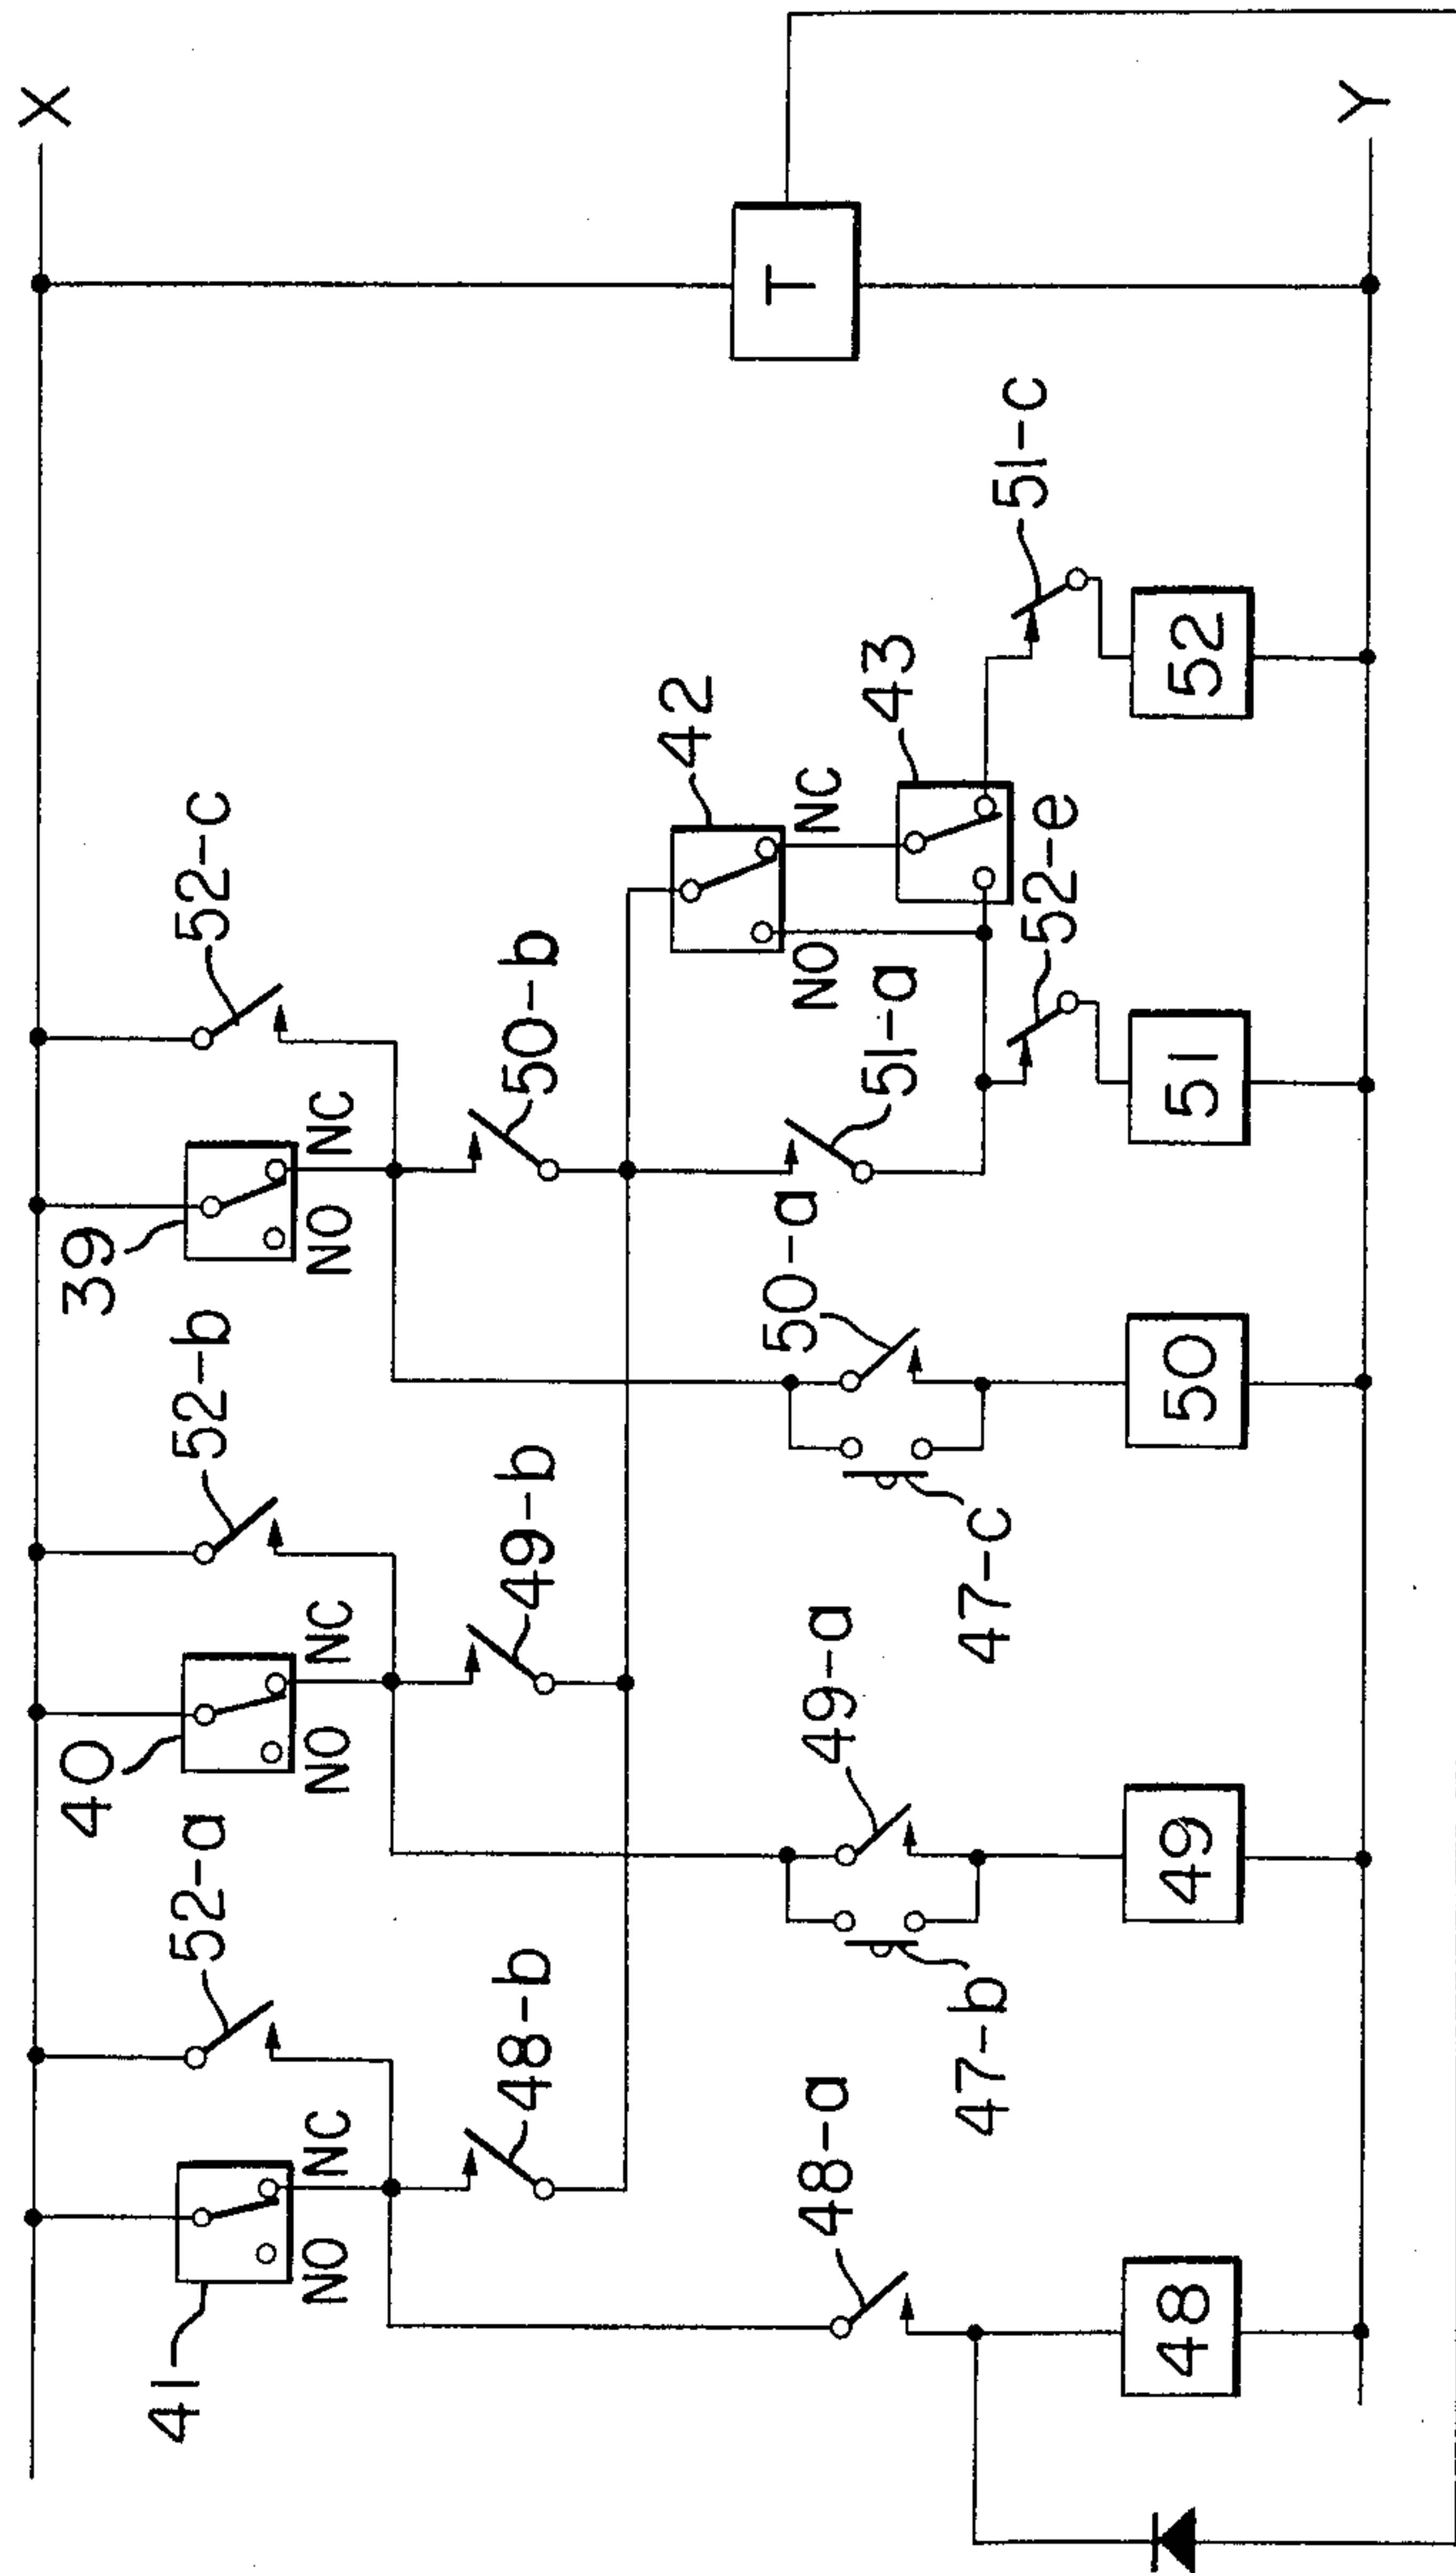 X
52-c
39
NO
NC
52-b
40
NO
NC
52-a
41
NO
NC
50-b
49-b
48-b
T
42
NO
NC
43
51-a
50-a
47-c
49-a
47-b
48-a
51-c
52-e
52
51
50
49
48
Y